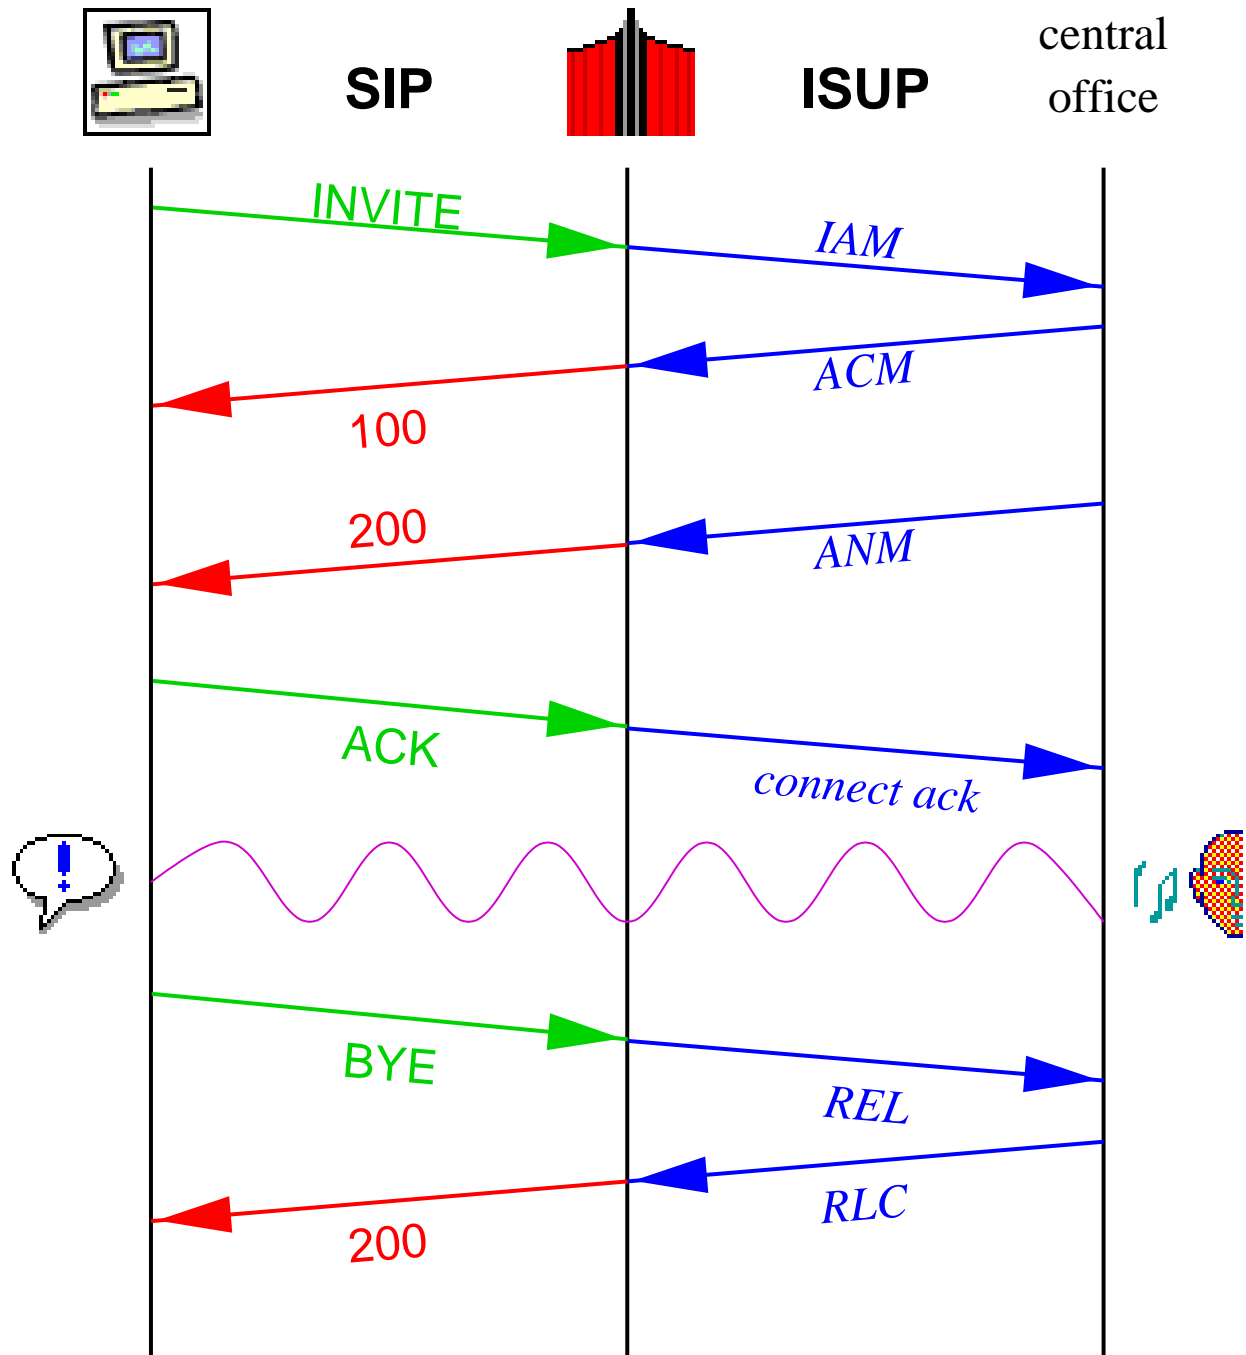 SIP
ISUP
central
office
INVITE
IAM
ACM
100
200
ANM
ACK
connect ack
!
BYE
REL
RLC
200